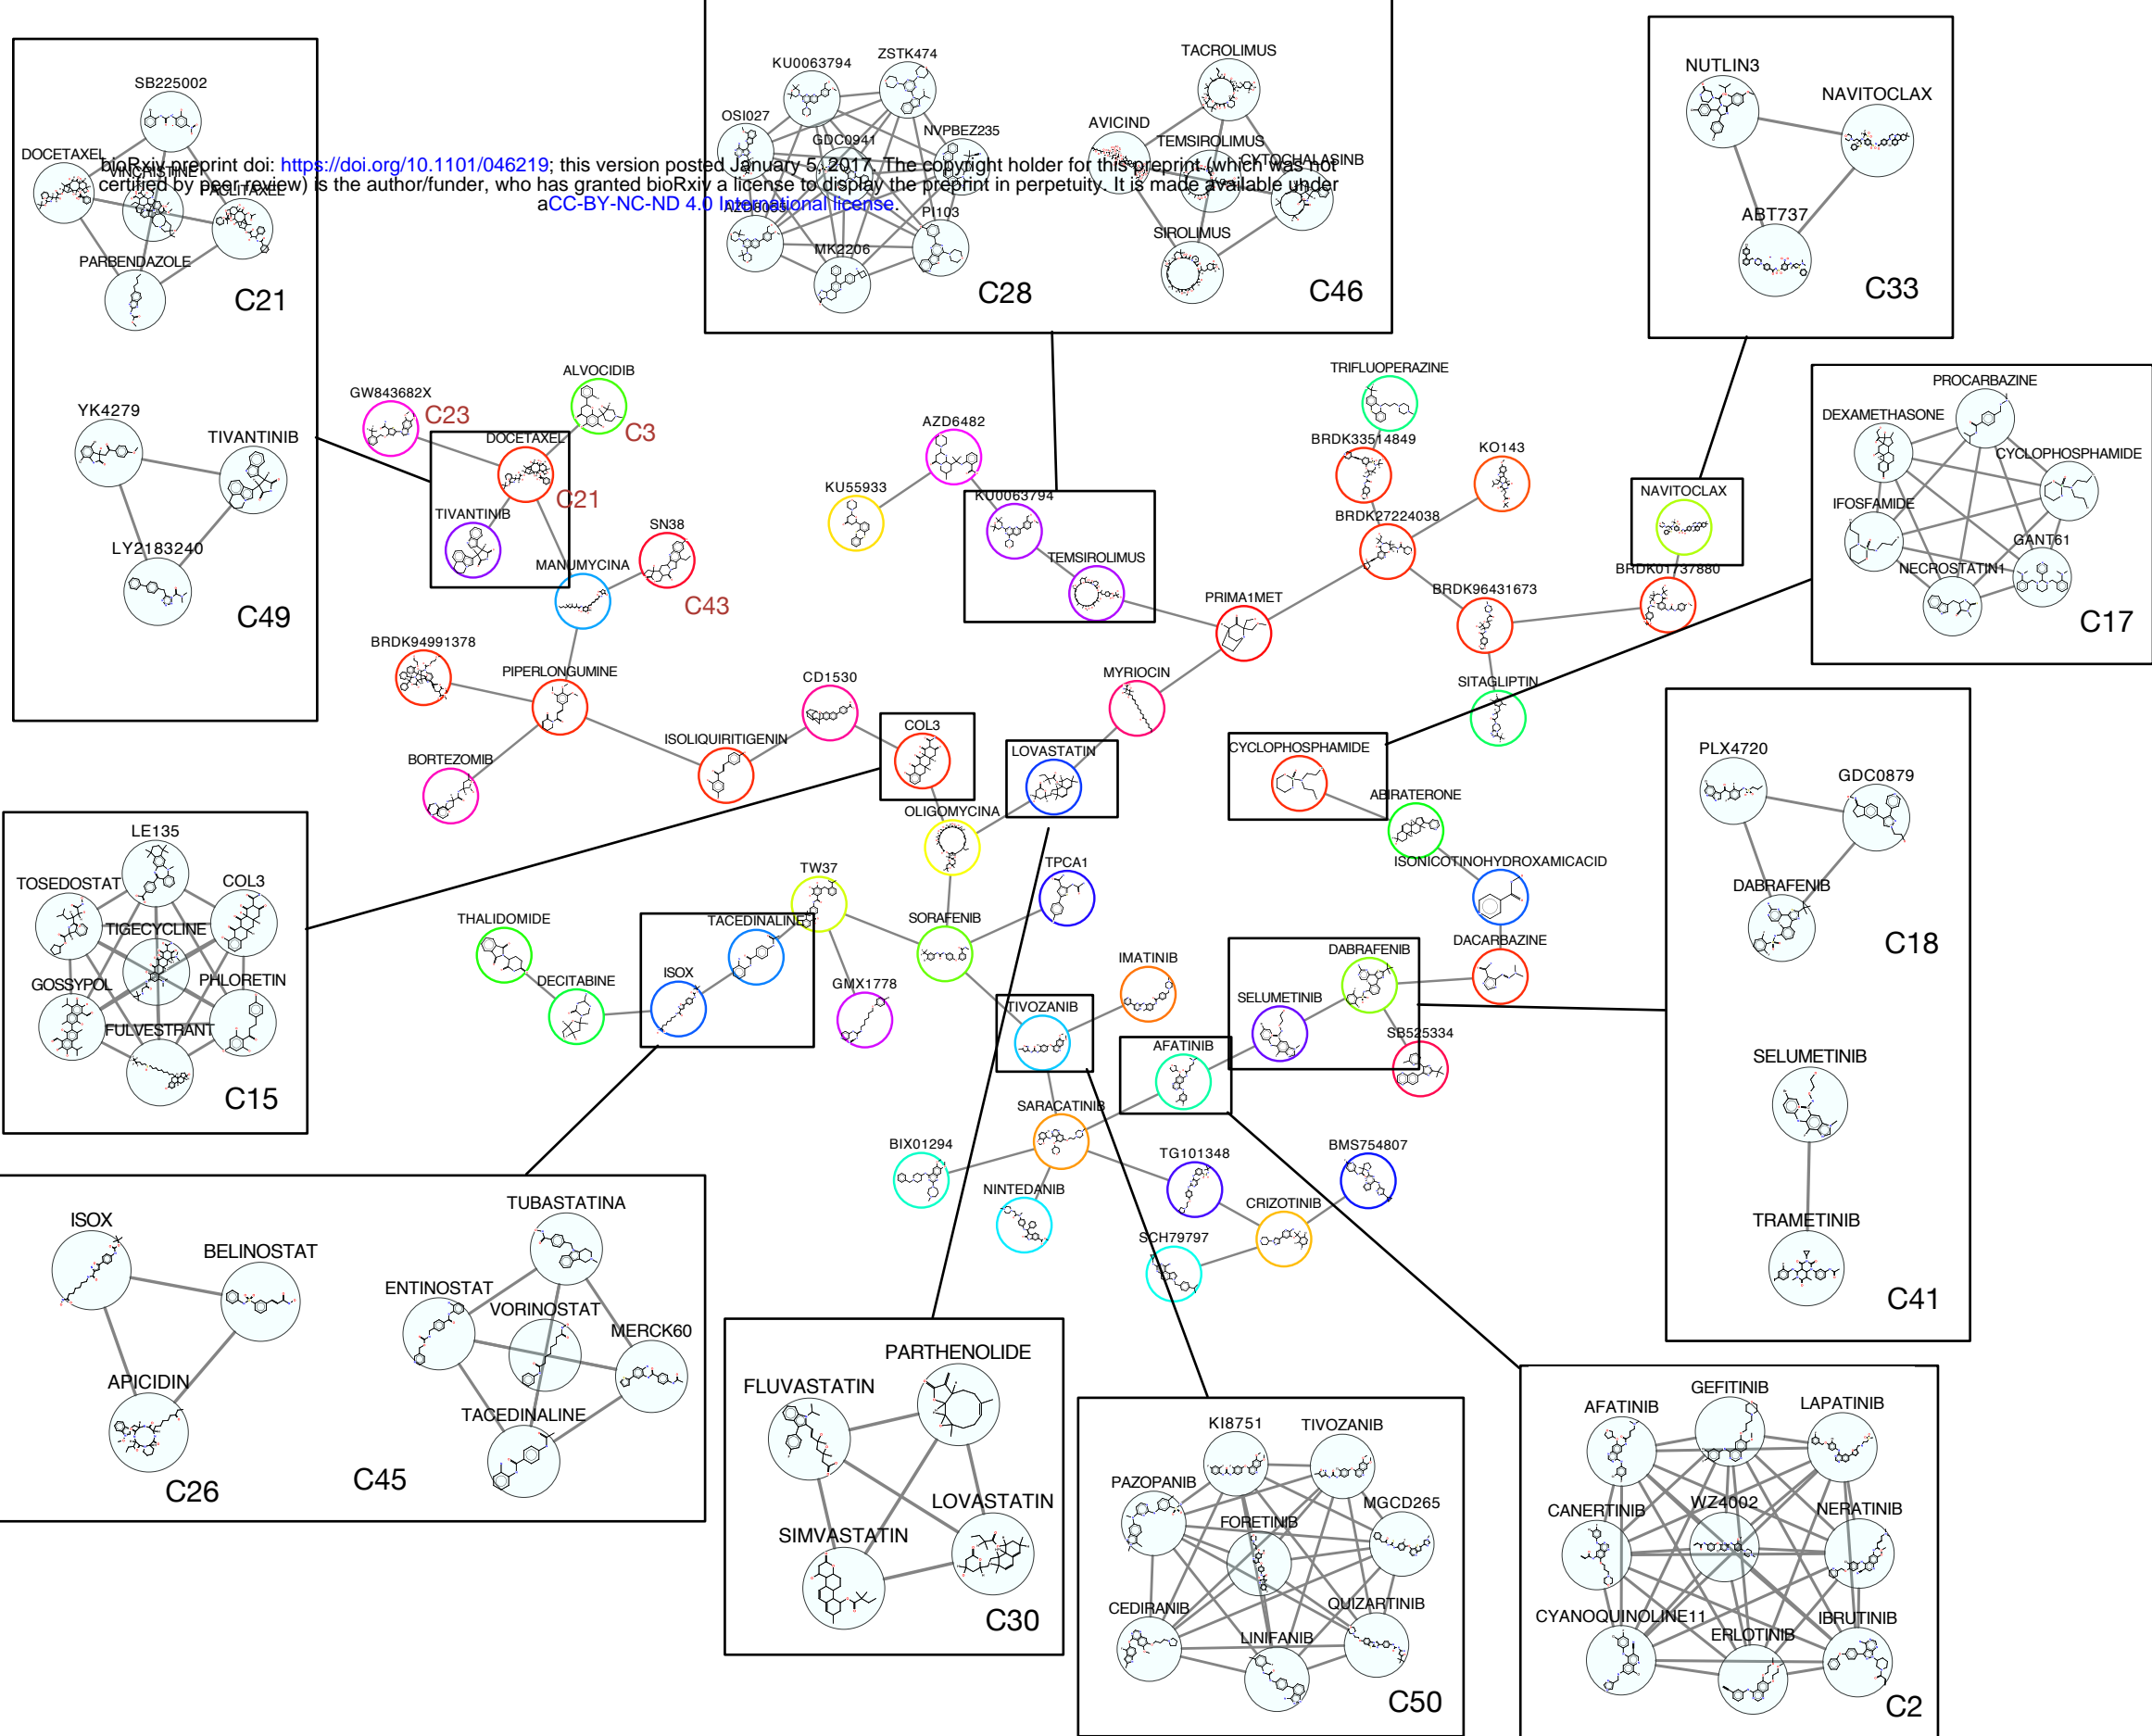 SB225002
DOCETAXEL
VINCRISTINE
PACLITAXEL
PARBENDAZOLE
C21
YK4279
TIVANTINIB
LY2183240
C49
bioRxiv preprint doi: https://doi.org/10.1101/046219; this version posted January 5, 2017. The copyright holder for this preprint (which was not
certified by peer review) is the author/funder, who has granted bioRxiv a license to display the preprint in perpetuity. It is made available under
aCC-BY-NC-ND 4.0 International license.
KU0063794
ZSTK474
OSI027
GDC0941
NVPBEZ235
AZD8055
PI103
MK2206
C28
TACROLIMUS
AVICIND
TEMSIROLIMUS
CYTOCHALASINB
SIROLIMUS
C46
NUTLIN3
NAVITOCLAX
ABT737
C33
PROCARBAZINE
DEXAMETHASONE
CYCLOPHOSPHAMIDE
IFOSFAMIDE
GANT61
NECROSTATIN1
C17
GW843682X
C23
ALVOCIDIB
C3
DOCETAXEL
C21
TIVANTINIB
SN38
C43
MANUMYCINA
BRDK94991378
PIPERLONGUMINE
BORTEZOMIB
ISOLIQUIRITIGENIN
CD1530
COL3
OLIGOMYCINA
LOVASTATIN
MYRIOCIN
PRIMA1MET
AZD6482
KU55933
KU0063794
TEMSIROLIMUS
TRIFLUOPERAZINE
BRDK33514849
KO143
BRDK27224038
BRDK96431673
NAVITOCLAX
BRDK01737880
SITAGLIPTIN
CYCLOPHOSPHAMIDE
ABIRATERONE
ISONICOTINOHYDROXAMICACID
DACARBAZINE
DABRAFENIB
SELUMETINIB
SB525334
AFATINIB
TPCA1
SORAFENIB
TW37
TACEDINALINE
ISOX
GMX1778
THALIDOMIDE
DECITABINE
IMATINIB
TIVOZANIB
SARACATINIB
BIX01294
NINTEDANIB
TG101348
BMS754807
CRIZOTINIB
SCH79797
LE135
TOSEDOSTAT
COL3
TIGECYCLINE
GOSSYPOL
PHLORETIN
FULVESTRANT
C15
PLX4720
GDC0879
DABRAFENIB
C18
SELUMETINIB
TRAMETINIB
C41
ISOX
BELINOSTAT
APICIDIN
C26
TUBASTATINA
ENTINOSTAT
VORINOSTAT
MERCK60
TACEDINALINE
C45
PARTHENOLIDE
FLUVASTATIN
LOVASTATIN
SIMVASTATIN
C30
KI8751
TIVOZANIB
PAZOPANIB
MGCD265
FORETINIB
CEDIRANIB
QUIZARTINIB
LINIFANIB
C50
GEFITINIB
AFATINIB
LAPATINIB
CANERTINIB
WZ4002
NERATINIB
CYANOQUINOLINE11
IBRUTINIB
ERLOTINIB
C2